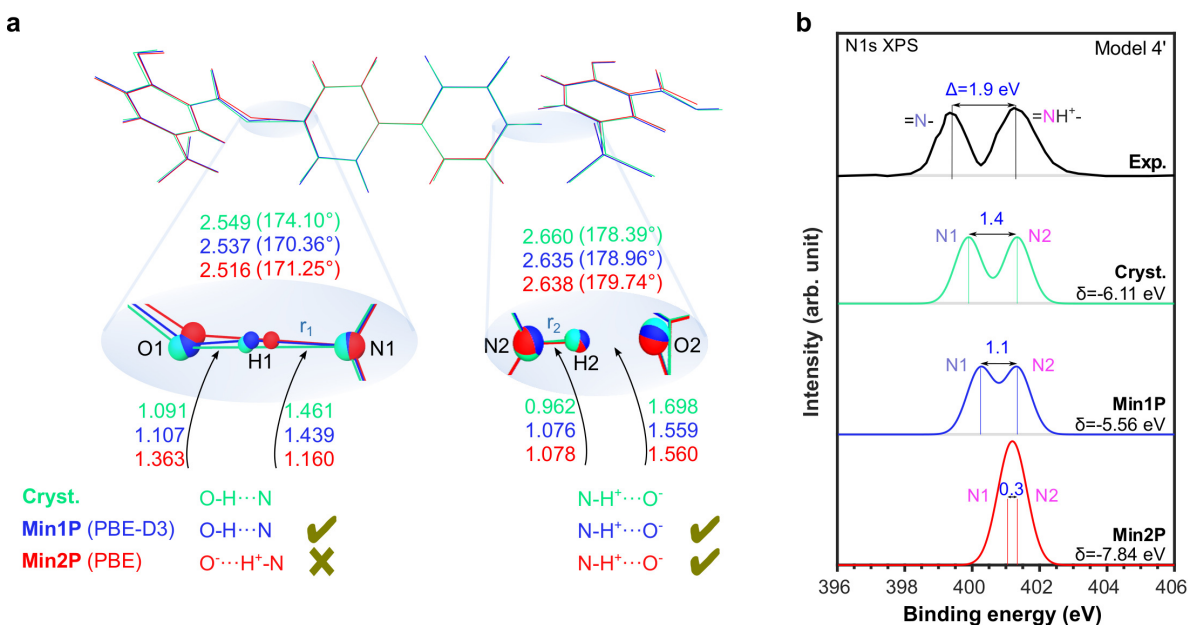 a
2.549 (174.10°)
2.537 (170.36°)
2.516 (171.25°)
2.660 (178.39°)
2.635 (178.96°)
2.638 (179.74°)
O1
H1
r1
N1
N2
r2
H2
O2
1.091
1.107
1.363
1.461
1.439
1.160
0.962
1.076
1.078
1.698
1.559
1.560
Cryst. O-H···N N-H+···O-
Min1P (PBE-D3) O-H···N ✔ N-H+···O- ✔
Min2P (PBE) O-···H+-N ✘ N-H+···O- ✔
b
N1s XPS Model 4'
Δ=1.9 eV
=N- =NH+-
Exp.
1.4
N1 N2
Cryst.
δ=-6.11 eV
1.1
N1 N2
Min1P
δ=-5.56 eV
N1 0.3 N2
Min2P
δ=-7.84 eV
Intensity (arb. unit)
396 398 400 402 404 406
Binding energy (eV)